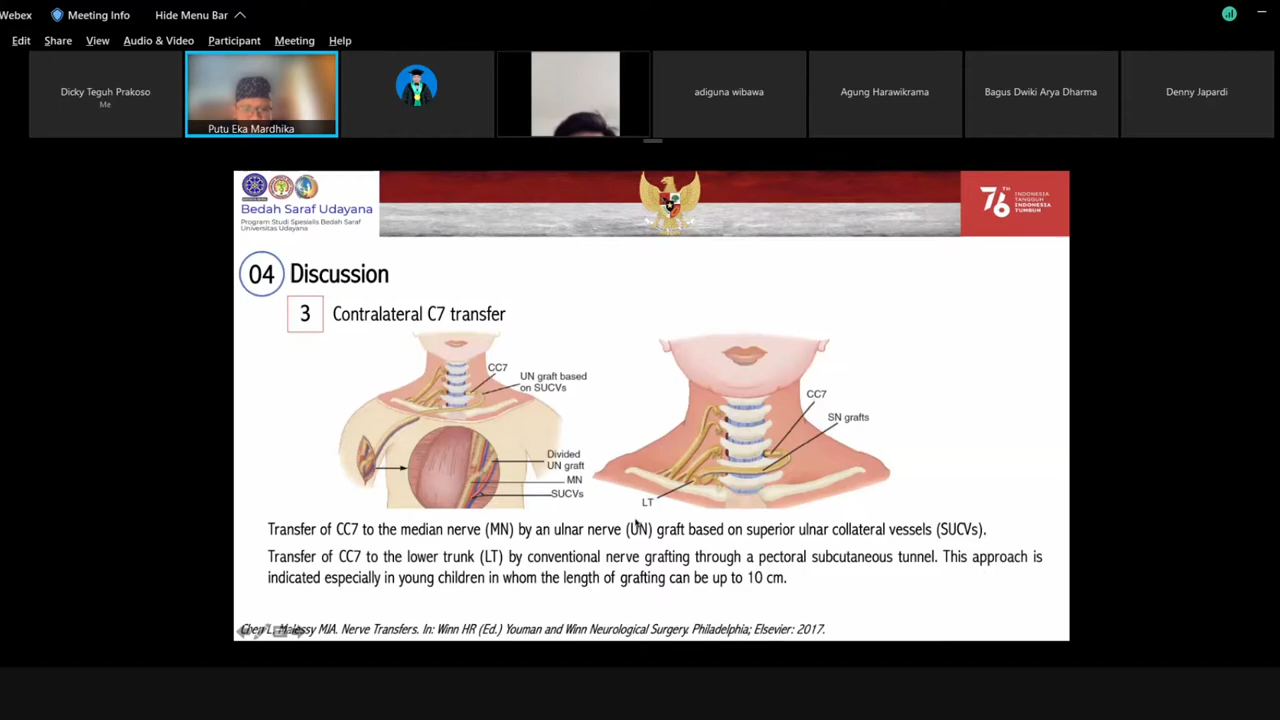 Webex
Meeting Info
Hide Menu Bar
Edit
Share
View
Audio & Video
Participant
Meeting
Help
Dicky Teguh Prakoso
Me
Putu Eka Mardhika
adiguna wibawa
Agung Harawikrama
Bagus Dwiki Arya Dharma
Denny Japardi
Bedah Saraf Udayana
Program Studi Spesialis Bedah Saraf
Universitas Udayana
76TH
INDONESIA
TANGGUH
INDONESIA
TUMBUH
04 Discussion
3 Contralateral C7 transfer
CC7
UN graft based
on SUCVs
Divided
UN graft
MN
SUCVs
CC7
SN grafts
LT
Transfer of CC7 to the median nerve (MN) by an ulnar nerve (UN) graft based on superior ulnar collateral vessels (SUCVs).
Transfer of CC7 to the lower trunk (LT) by conventional nerve grafting through a pectoral subcutaneous tunnel. This approach is
indicated especially in young children in whom the length of grafting can be up to 10 cm.
Chen L, Malessy MJA. Nerve Transfers. In: Winn HR (Ed.) Youman and Winn Neurological Surgery. Philadelphia; Elsevier: 2017.